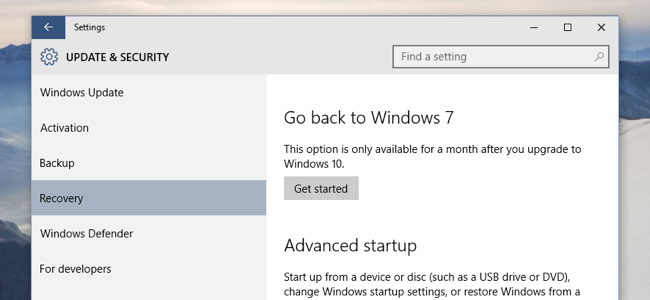 Settings
UPDATE & SECURITY
Find a setting
Windows Update
Activation
Backup
Recovery
Windows Defender
For developers
Go back to Windows 7
This option is only available for a month after you upgrade to
Windows 10.
Get started
Advanced startup
Start up from a device or disc (such as a USB drive or DVD),
change Windows startup settings, or restore Windows from a